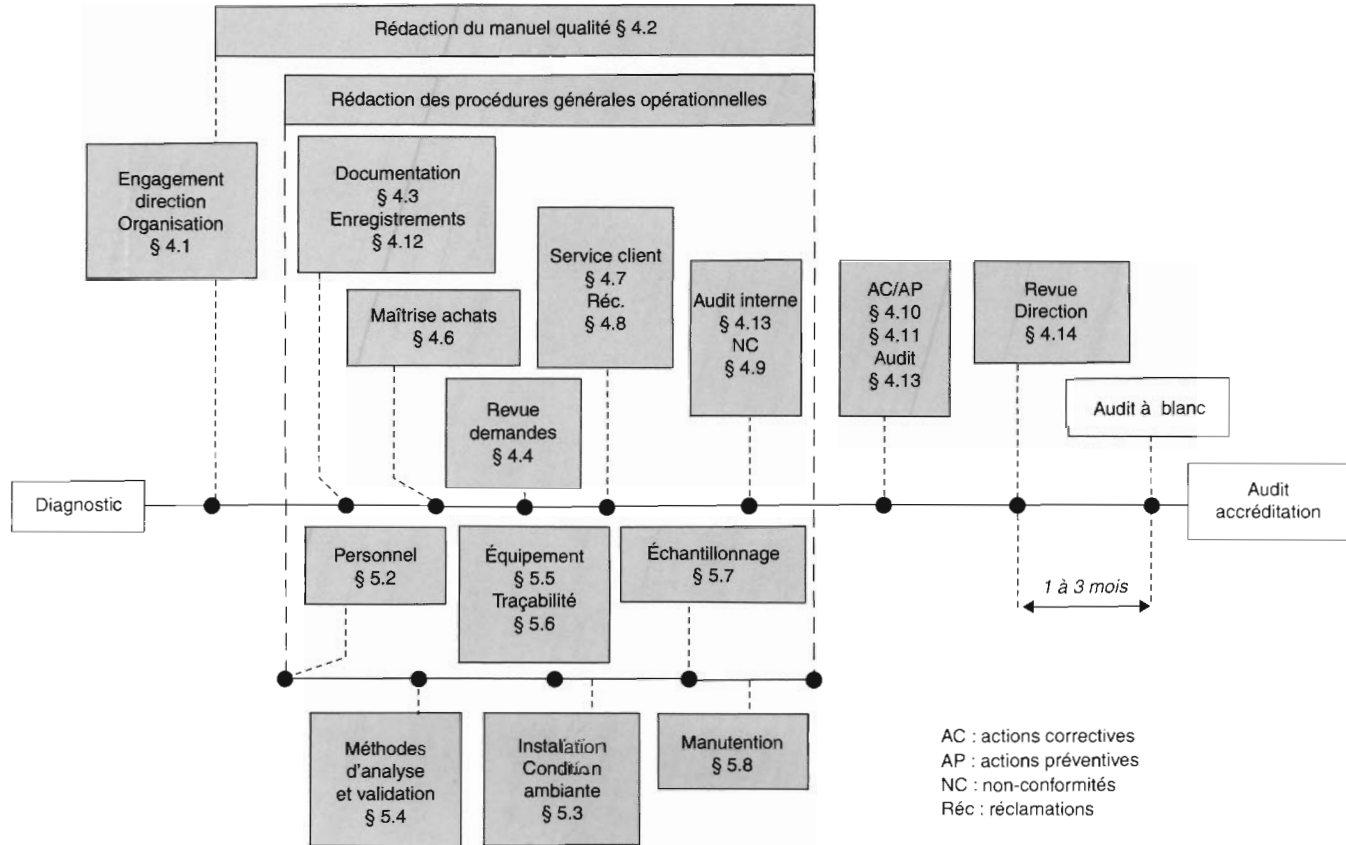 Rédaction du manuel qualité § 4.2
Rédaction des procédures générales opérationnelles
Engagement
direction
Organisation
§ 4.1
Documentation
§ 4.3
Enregistrements
§ 4.12
Maîtrise achats
§ 4.6
Revue
demandes
§ 4.4
Service client
§ 4.7
Réc.
§ 4.8
Audit interne
§ 4.13
NC
§ 4.9
AC/AP
§ 4.10
§ 4.11
Audit
§ 4.13
Revue
Direction
§ 4.14
Audit à blanc
Diagnostic
Audit
accréditation
Personnel
§ 5.2
Équipement
§ 5.5
Traçabilité
§ 5.6
Échantillonnage
§ 5.7
1 à 3 mois
Méthodes
d'analyse
et validation
§ 5.4
Instalation
Condition
ambiante
§ 5.3
Manutention
§ 5.8
AC : actions correctives
AP : actions préventives
NC : non-conformités
Réc : réclamations